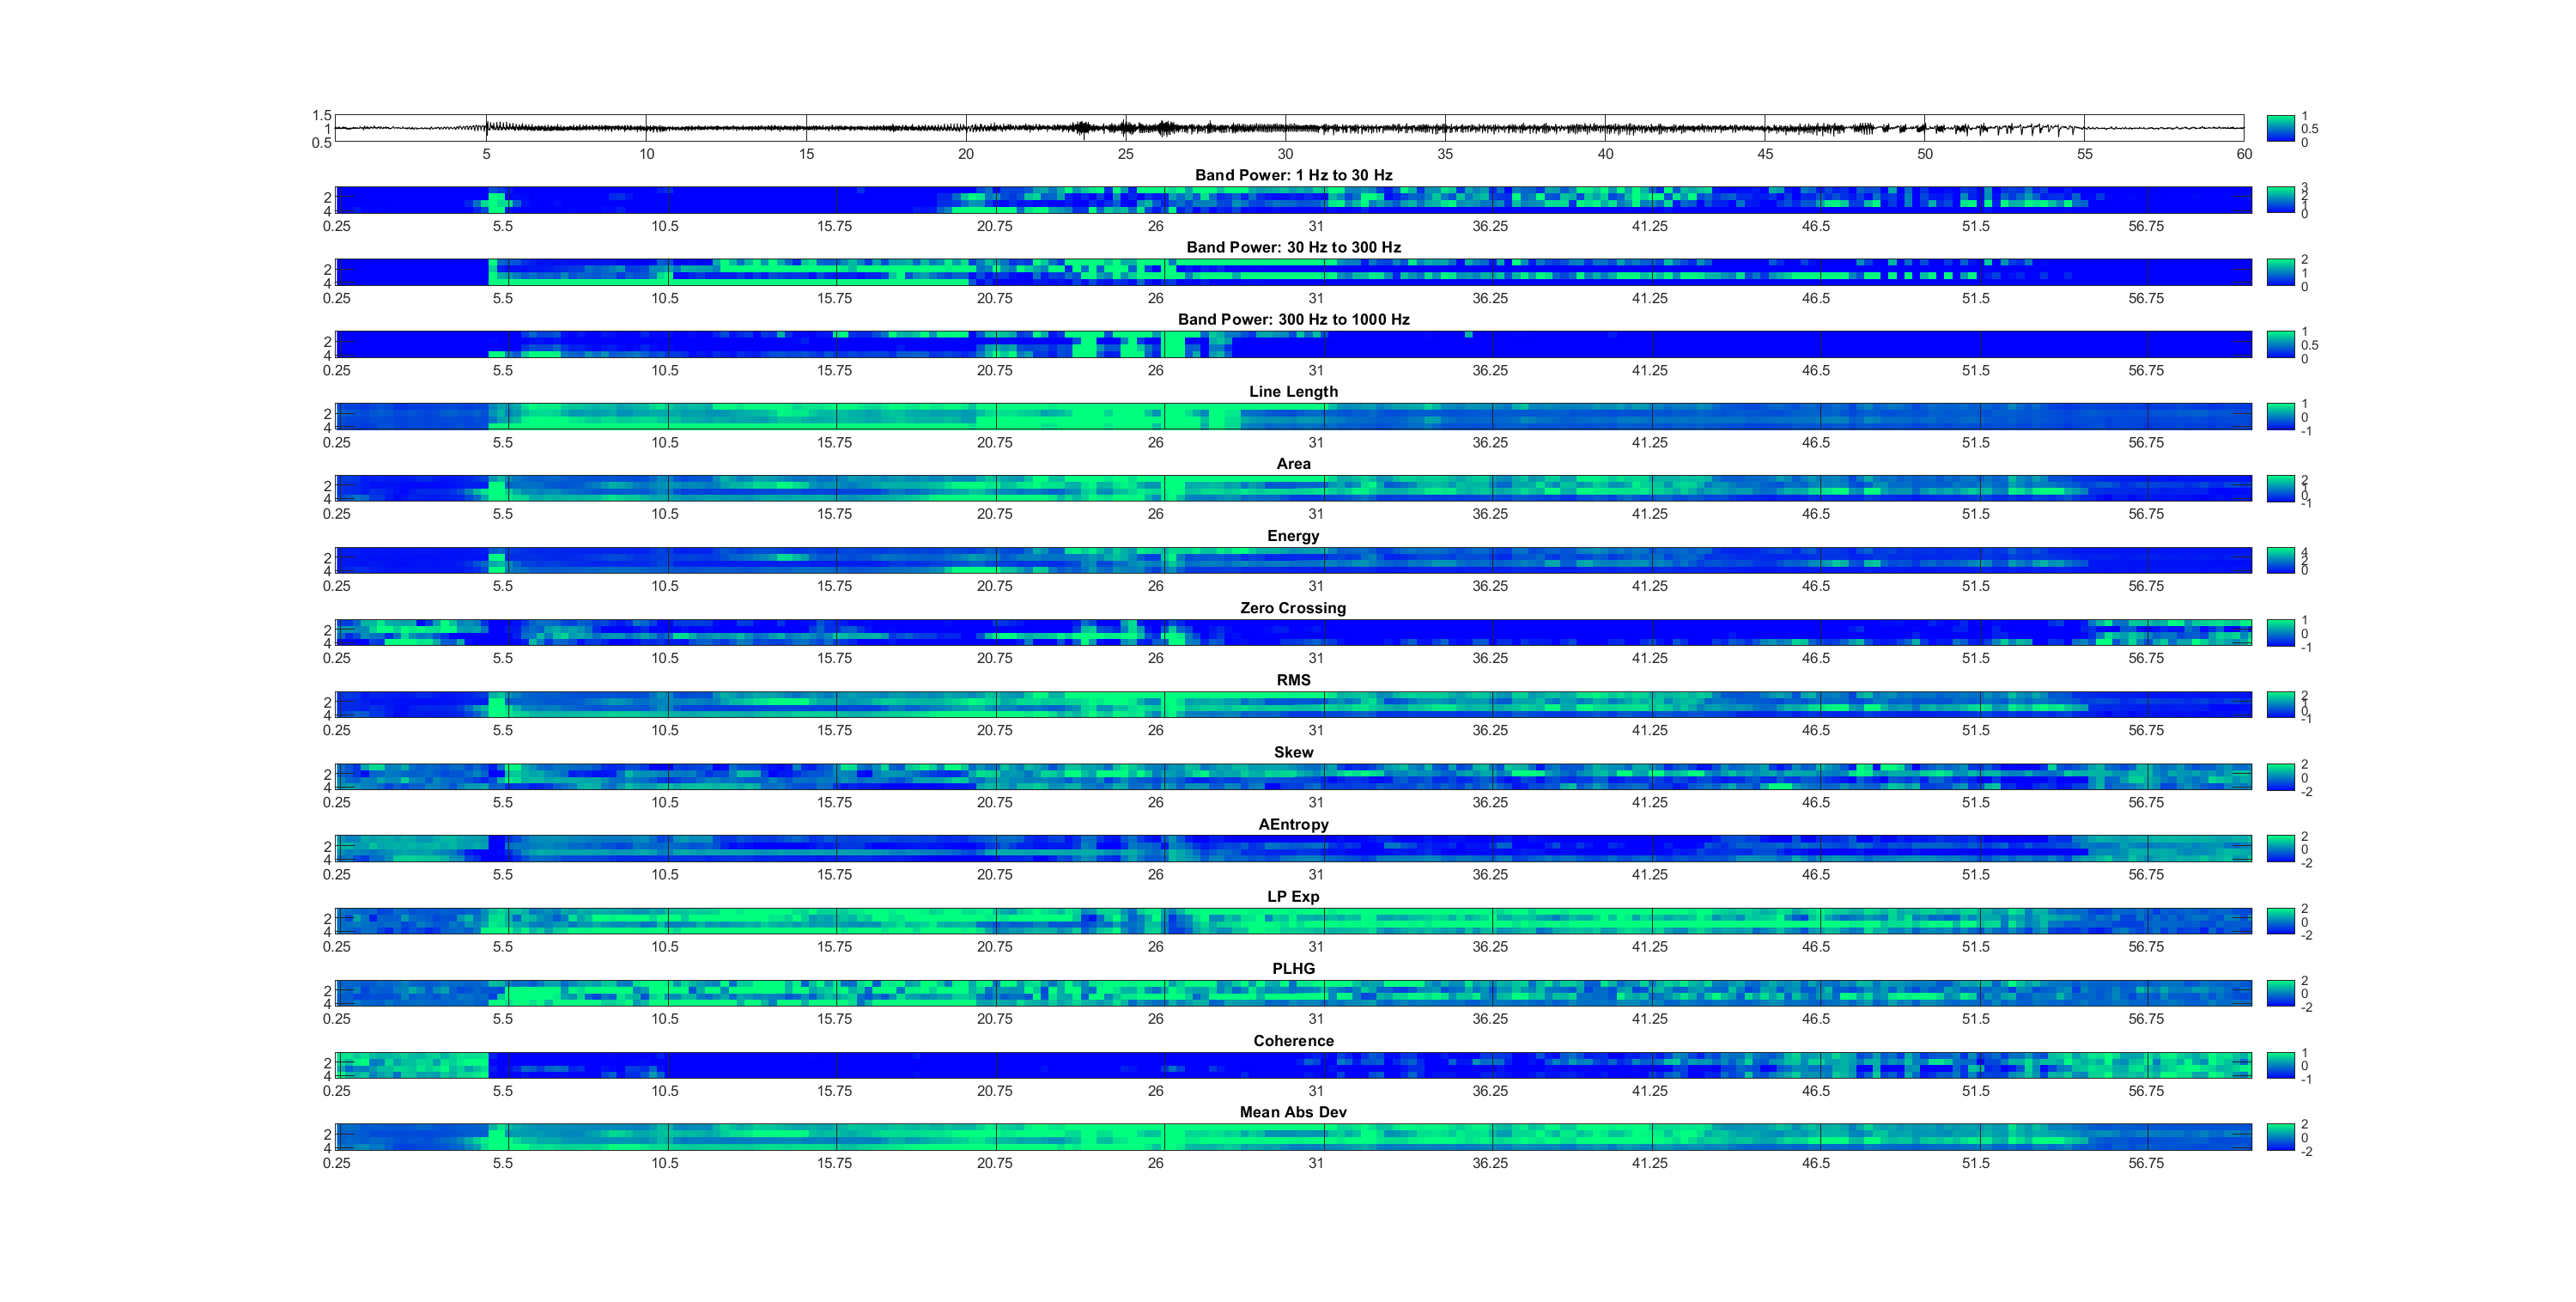 1.5
1
0.5
5 10 15 20 25 30 35 40 45 50 55 60
1
0.5
0
Band Power: 1 Hz to 30 Hz
2
4
0.25 5.5 10.5 15.75 20.75 26 31 36.25 41.25 46.5 51.5 56.75
3
2
1
0
Band Power: 30 Hz to 300 Hz
2
4
0.25 5.5 10.5 15.75 20.75 26 31 36.25 41.25 46.5 51.5 56.75
2
1
0
Band Power: 300 Hz to 1000 Hz
2
4
0.25 5.5 10.5 15.75 20.75 26 31 36.25 41.25 46.5 51.5 56.75
1
0.5
0
Line Length
2
4
0.25 5.5 10.5 15.75 20.75 26 31 36.25 41.25 46.5 51.5 56.75
1
0
-1
Area
2
4
0.25 5.5 10.5 15.75 20.75 26 31 36.25 41.25 46.5 51.5 56.75
2
1
0
-1
Energy
2
4
0.25 5.5 10.5 15.75 20.75 26 31 36.25 41.25 46.5 51.5 56.75
4
2
0
Zero Crossing
2
4
0.25 5.5 10.5 15.75 20.75 26 31 36.25 41.25 46.5 51.5 56.75
1
0
-1
RMS
2
4
0.25 5.5 10.5 15.75 20.75 26 31 36.25 41.25 46.5 51.5 56.75
2
1
0
-1
Skew
2
4
0.25 5.5 10.5 15.75 20.75 26 31 36.25 41.25 46.5 51.5 56.75
2
0
-2
AEntropy
2
4
0.25 5.5 10.5 15.75 20.75 26 31 36.25 41.25 46.5 51.5 56.75
2
0
-2
LP Exp
2
4
0.25 5.5 10.5 15.75 20.75 26 31 36.25 41.25 46.5 51.5 56.75
2
0
-2
PLHG
2
4
0.25 5.5 10.5 15.75 20.75 26 31 36.25 41.25 46.5 51.5 56.75
2
0
-2
Coherence
2
4
0.25 5.5 10.5 15.75 20.75 26 31 36.25 41.25 46.5 51.5 56.75
1
0
-1
Mean Abs Dev
2
4
0.25 5.5 10.5 15.75 20.75 26 31 36.25 41.25 46.5 51.5 56.75
2
0
-2